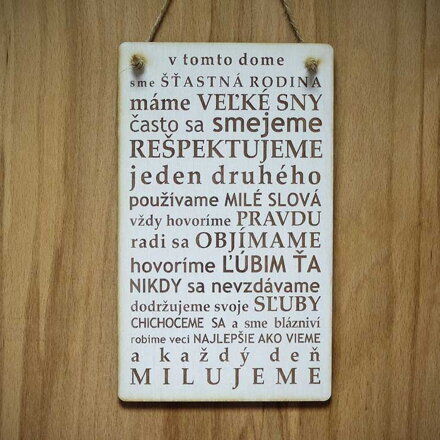 v tomto dome
sme ŠŤASTNÁ RODINA
máme VEĽKÉ SNY
často sa smejeme
REŠPEKTUJEME
jeden druhého
používame MILÉ SLOVÁ
vždy hovoríme PRAVDU
radi sa OBJÍMAME
hovoríme ĽÚBIM ŤA
NIKDY sa nevzdávame
dodržujeme svoje SĽUBY
CHICHOCEME SA a sme blázniví
robíme veci NAJLEPŠIE AKO VIEME
a každý deň
MILUJEME